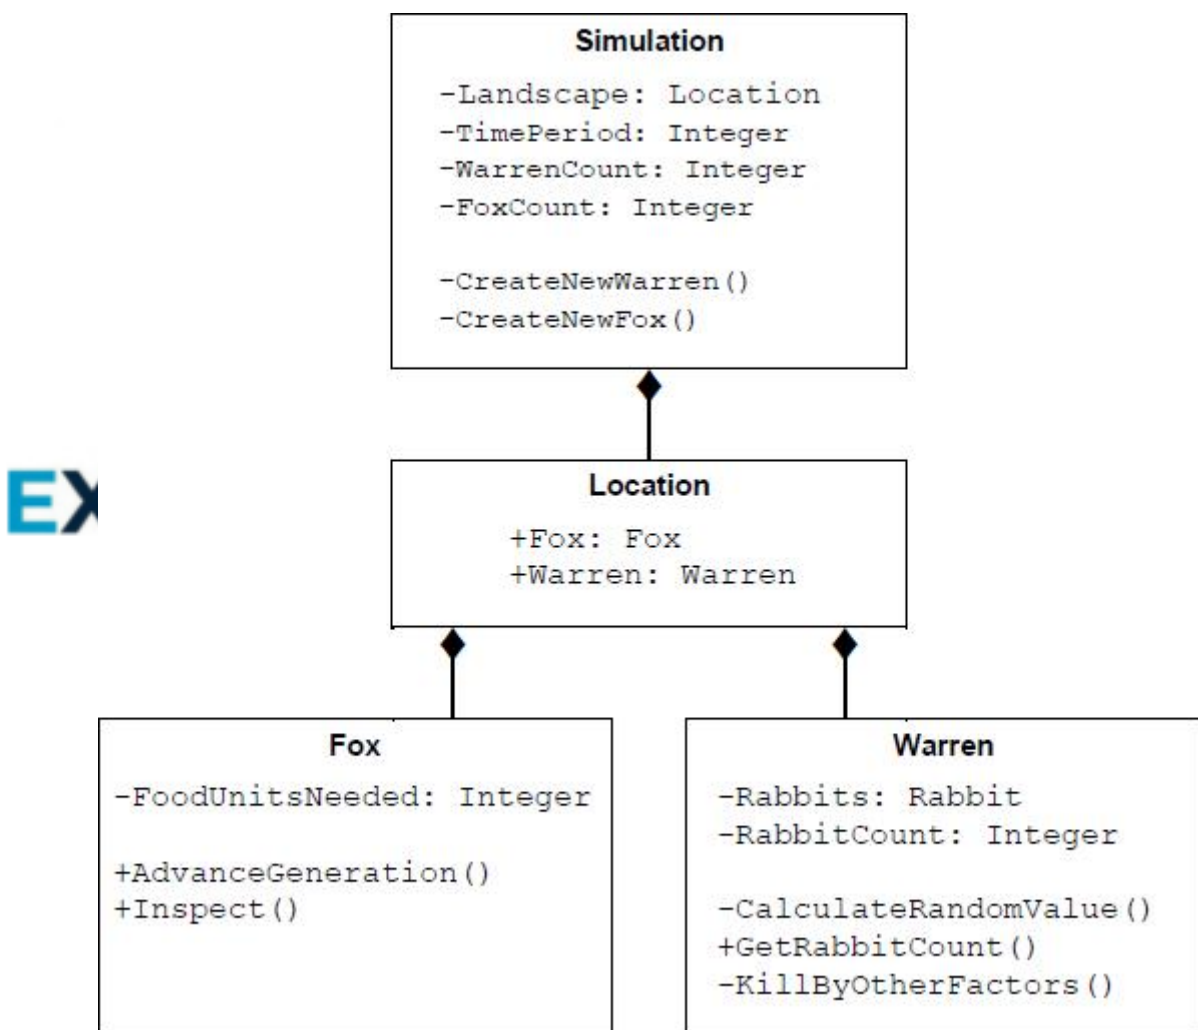 Simulation
-Landscape: Location
-TimePeriod: Integer
-WarrenCount: Integer
-FoxCount: Integer
-CreateNewWarren()
-CreateNewFox()
EX
Location
+Fox: Fox
+Warren: Warren
Fox
-FoodUnitsNeeded: Integer
+AdvanceGeneration()
+Inspect()
Warren
-Rabbits: Rabbit
-RabbitCount: Integer
-CalculateRandomValue()
+GetRabbitCount()
-KillByOtherFactors()